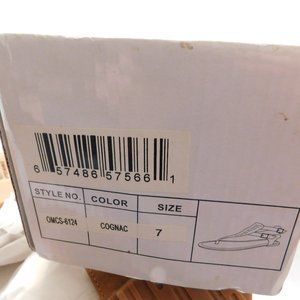 6 57486 57566 1
STYLE NO. COLOR SIZE
OMCS-6124 COGNAC 7